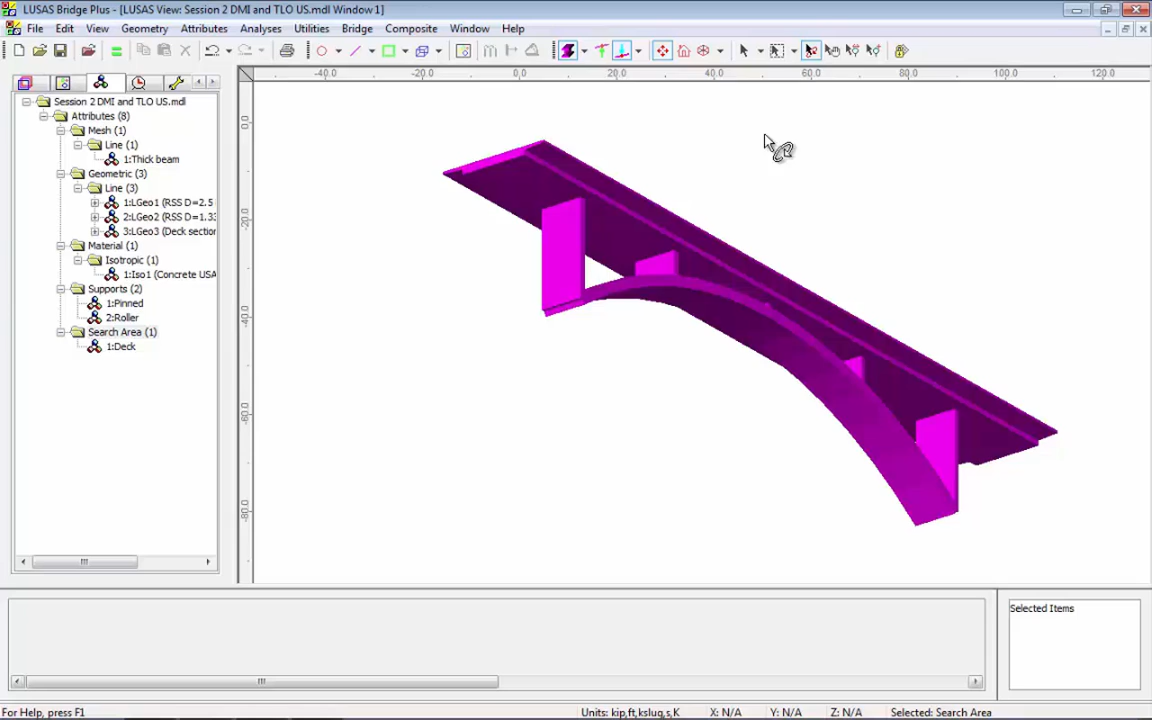 LUSAS Bridge Plus - [LUSAS View: Session 2 DMI and TLO US.mdl Window 1]
File Edit View Geometry Attributes Analyses Utilities Bridge Composite Window Help
-40.0 -20.0 0.0 20.0 40.0 60.0 80.0 100.0 120.0
0.0
-20.0
-40.0
-60.0
-80.0
Session 2 DMI and TLO US.mdl
Attributes (8)
Mesh (1)
Line (1)
1:Thick beam
Geometric (3)
Line (3)
1:LGeo1 (RSS D=2.5
2:LGeo2 (RSS D=1.33
3:LGeo3 (Deck section
Material (1)
Isotropic (1)
1:Iso1 (Concrete USA
Supports (2)
1:Pinned
2:Roller
Search Area (1)
1:Deck
Selected Items
For Help, press F1
Units: kip,ft,kslug,s,K X: N/A Y: N/A Z: N/A Selected: Search Area